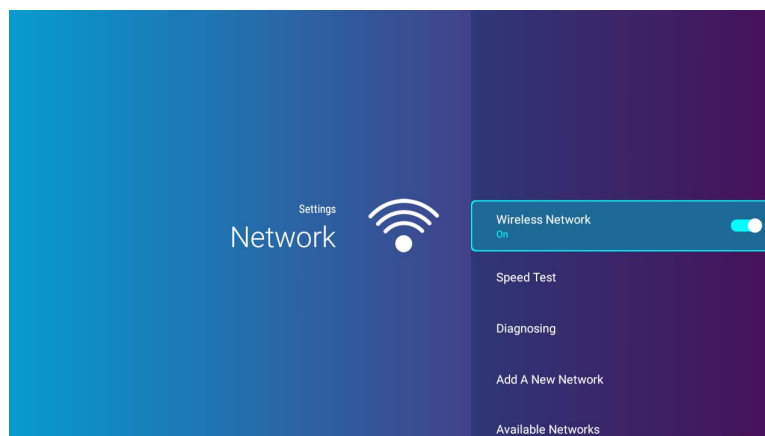 Settings
Network
Wireless Network
On
Speed Test
Diagnosing
Add A New Network
Available Networks